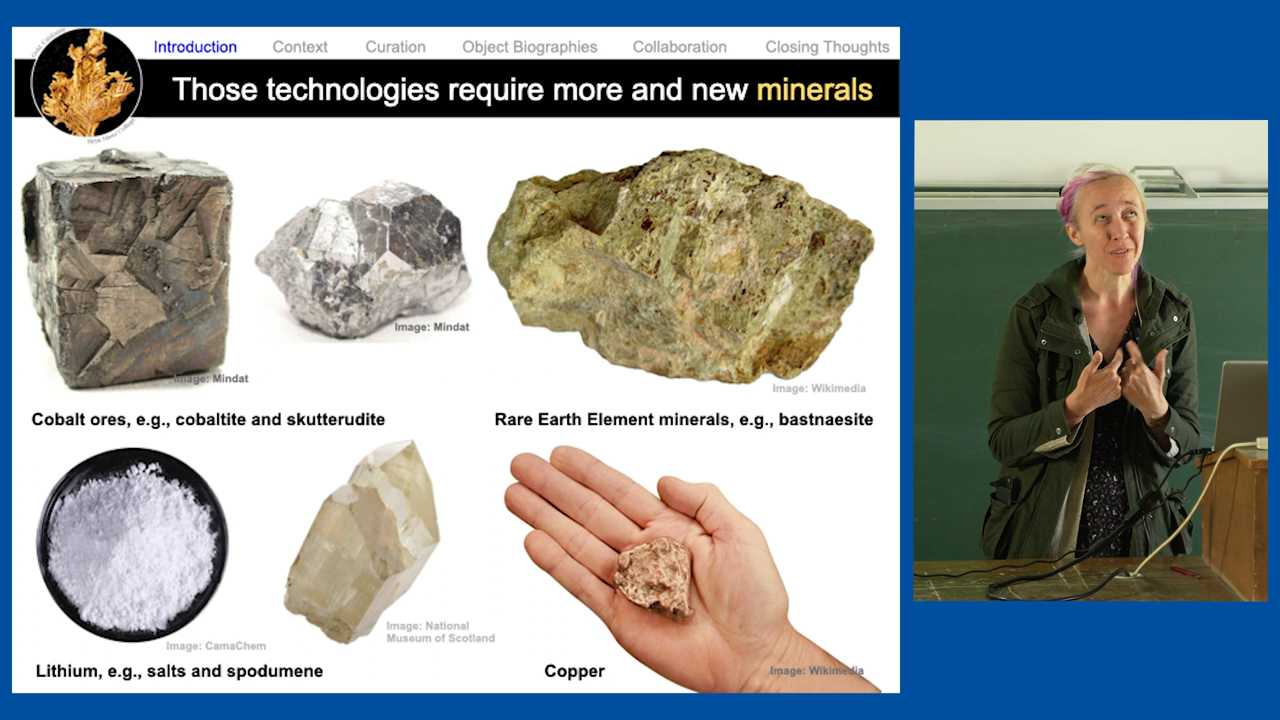 Introduction Context Curation Object Biographies Collaboration Closing Thoughts
Those technologies require more and new minerals
Image: Mindat
Image: Mindat
Image: Wikimedia
Cobalt ores, e.g., cobaltite and skutterudite
Rare Earth Element minerals, e.g., bastnaesite
Image: CamaChem
Image: National
Museum of Scotland
Image: Wikimedia
Lithium, e.g., salts and spodumene
Copper